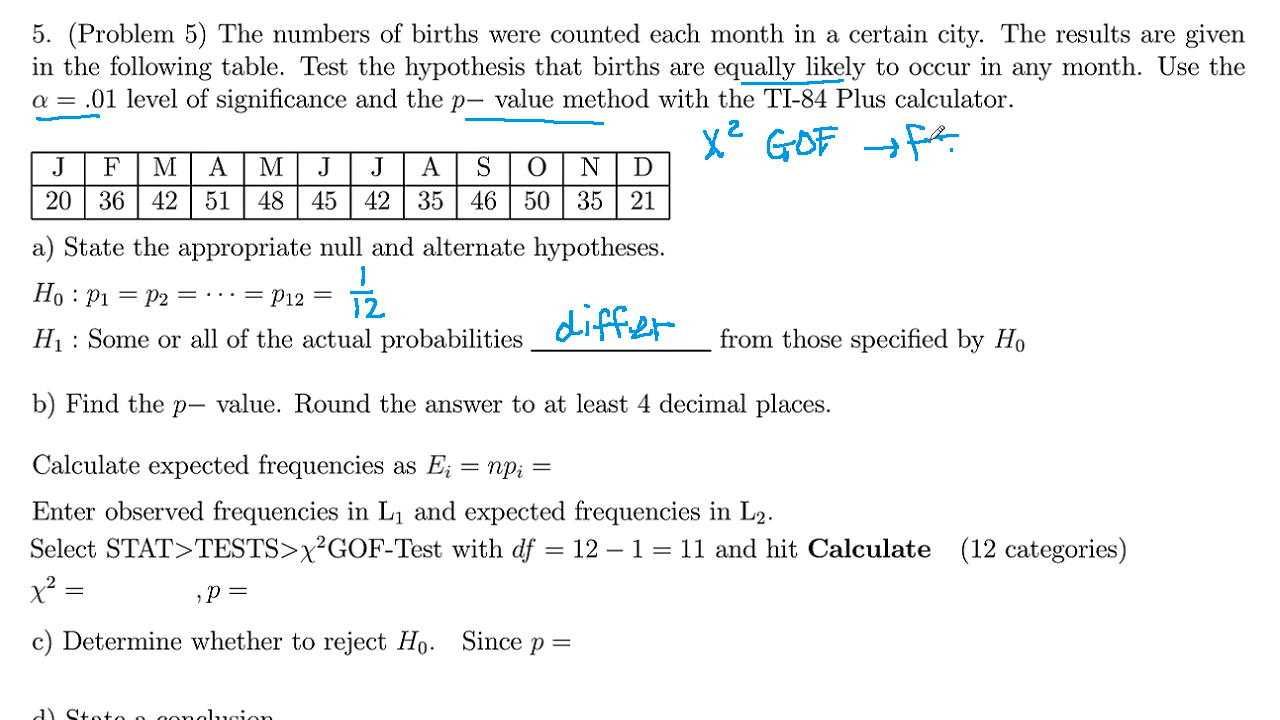 5. (Problem 5) The numbers of births were counted each month in a certain city. The results are given
in the following table. Test the hypothesis that births are equally likely to occur in any month. Use the
α = .01 level of significance and the p− value method with the TI-84 Plus calculator.
χ² GOF →
J F M A M J J A S O N D
20 36 42 51 48 45 42 35 46 50 35 21
a) State the appropriate null and alternate hypotheses.
H₀ : p₁ = p₂ = ⋯ = p₁₂ = 1/12
H₁ : Some or all of the actual probabilities differ from those specified by H₀
b) Find the p− value. Round the answer to at least 4 decimal places.
Calculate expected frequencies as Eᵢ = npᵢ =
Enter observed frequencies in L₁ and expected frequencies in L₂.
Select STAT>TESTS>χ²GOF-Test with df = 12 − 1 = 11 and hit Calculate (12 categories)
χ² = , p =
c) Determine whether to reject H₀. Since p =
d) State a conclusion